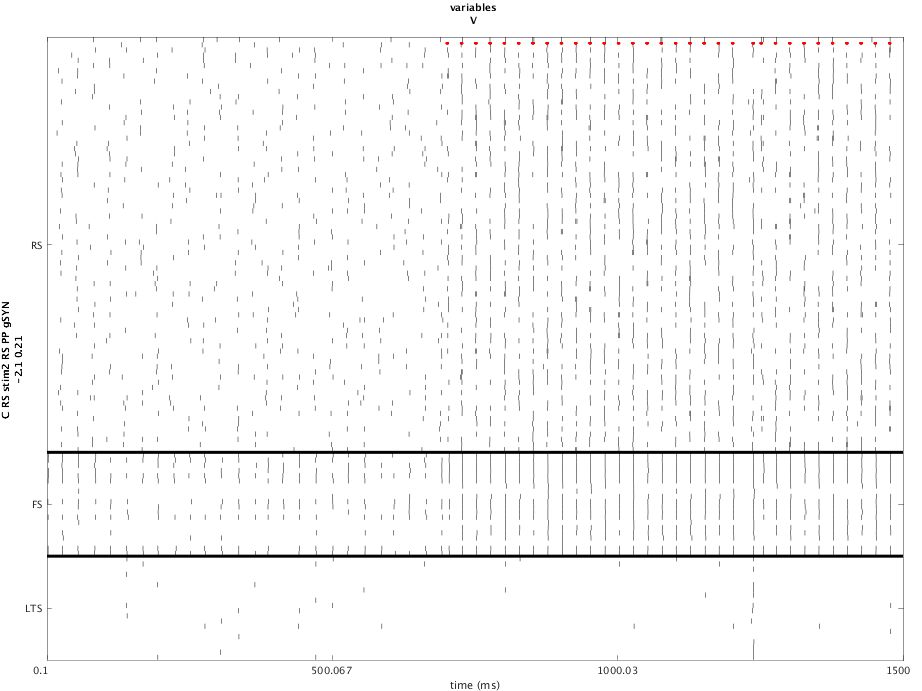 variables
V
C RS stim2 RS PP gSYN
-2.1 0.21
RS
FS
LTS
0.1
500.067
1000.03
1500
time (ms)